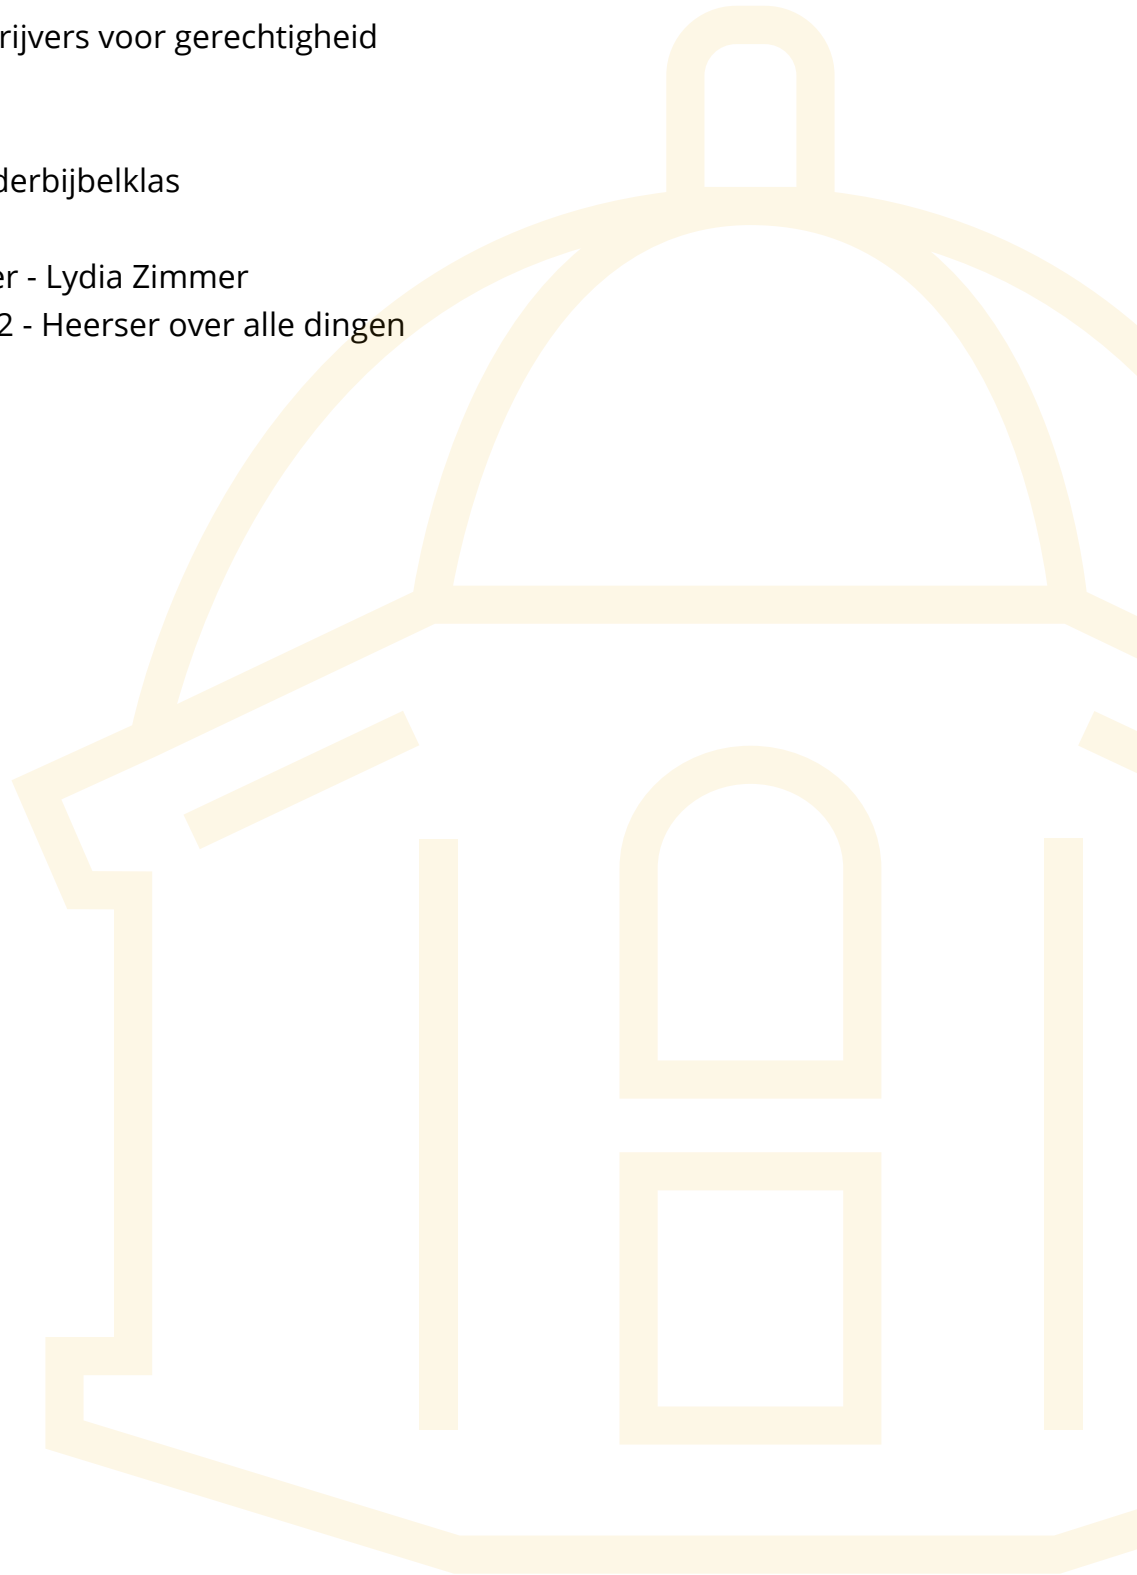 rijvers voor gerechtigheid
derbijbelklas
er - Lydia Zimmer
2 - Heerser over alle dingen